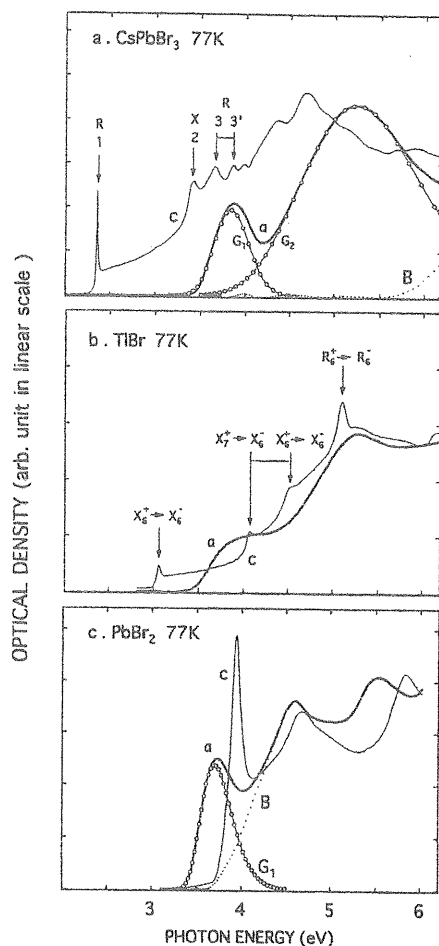 a. CsPbBr₃ 77K
R
1
X
2
R
3 3'
c
a
G₁
G₂
B
b. TlBr 77K
R₆⁺→R₆⁻
X₇⁺→X₆⁻ X₆⁺→X₆⁻
X₆⁺→X₆⁻
a
c
c. PbBr₂ 77K
c
a
B
G₁
3 4 5 6
PHOTON ENERGY (eV)
OPTICAL DENSITY (arb. unit in linear scale)